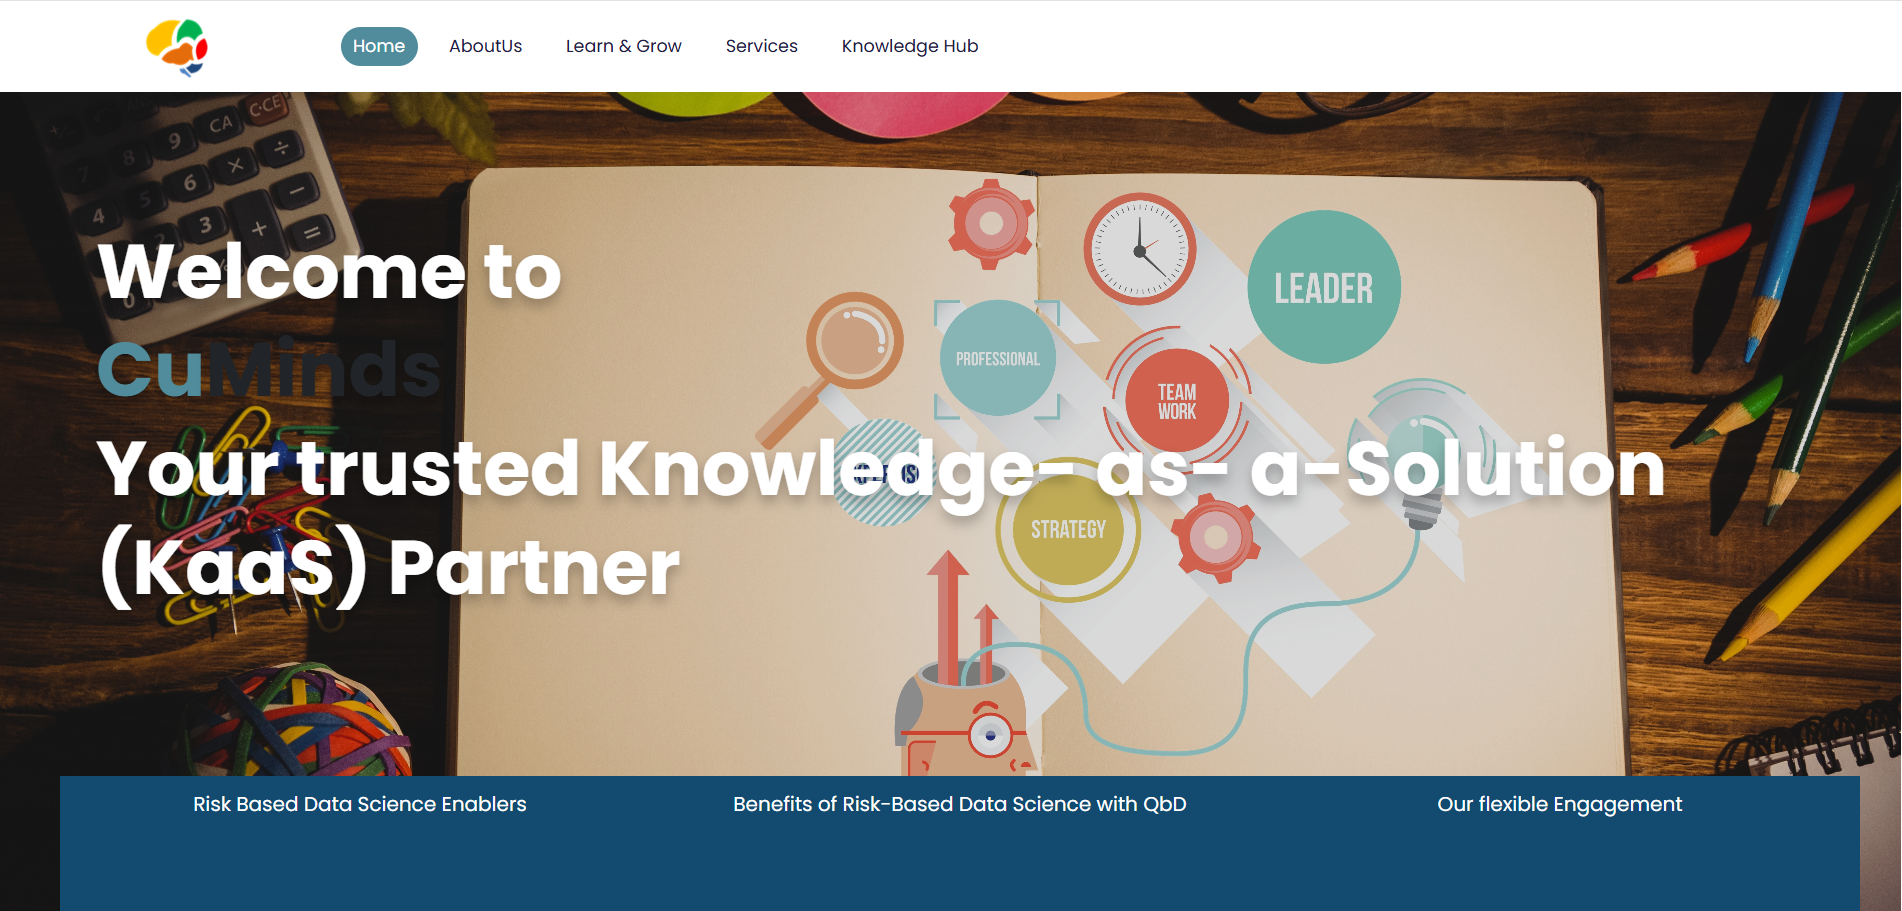 Home AboutUs Learn & Grow Services Knowledge Hub
CA C·CE
7 8 9
4 5 6 × ÷
3 + −
0 =
LEADER
PROFESSIONAL
TEAM
WORK
STRATEGY
Welcome to
CuMinds
Your trusted Knowledge- as- a-Solution
(KaaS) Partner
Risk Based Data Science Enablers
Benefits of Risk-Based Data Science with QbD
Our flexible Engagement